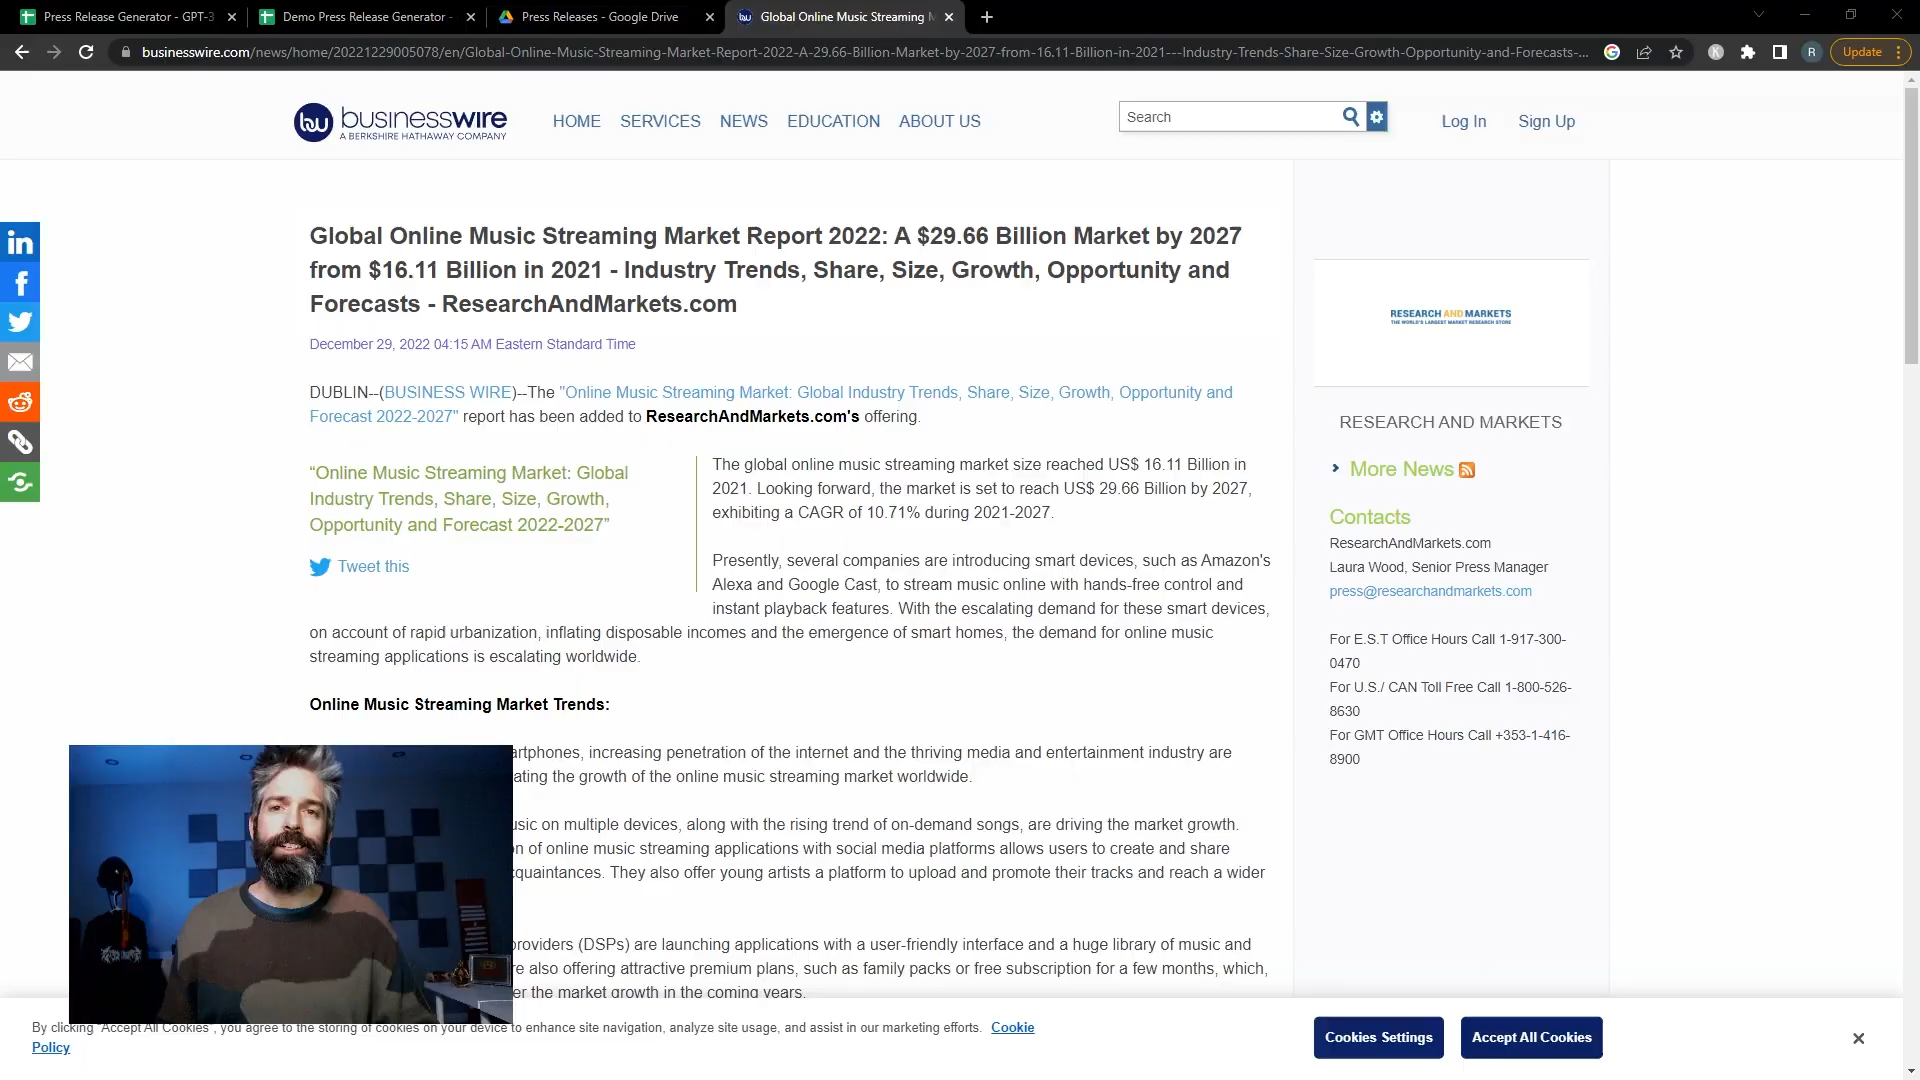 Press Release Generator - GPT-3
Demo Press Release Generator -
Press Releases - Google Drive
Global Online Music Streaming M
businesswire.com/news/home/20221229005078/en/Global-Online-Music-Streaming-Market-Report-2022-A-29.66-Billion-Market-by-2027-from-16.11-Billion-in-2021---Industry-Trends-Share-Size-Growth-Opportunity-and-Forecasts-...
K
R
Update
bw businesswire
A BERKSHIRE HATHAWAY COMPANY
HOME SERVICES NEWS EDUCATION ABOUT US
Search
Log In Sign Up
Global Online Music Streaming Market Report 2022: A $29.66 Billion Market by 2027
from $16.11 Billion in 2021 - Industry Trends, Share, Size, Growth, Opportunity and
Forecasts - ResearchAndMarkets.com
December 29, 2022 04:15 AM Eastern Standard Time
DUBLIN--(BUSINESS WIRE)--The "Online Music Streaming Market: Global Industry Trends, Share, Size, Growth, Opportunity and
Forecast 2022-2027" report has been added to ResearchAndMarkets.com's offering.
“Online Music Streaming Market: Global
Industry Trends, Share, Size, Growth,
Opportunity and Forecast 2022-2027”
Tweet this
The global online music streaming market size reached US$ 16.11 Billion in
2021. Looking forward, the market is set to reach US$ 29.66 Billion by 2027,
exhibiting a CAGR of 10.71% during 2021-2027.
Presently, several companies are introducing smart devices, such as Amazon's
Alexa and Google Cast, to stream music online with hands-free control and
instant playback features. With the escalating demand for these smart devices,
on account of rapid urbanization, inflating disposable incomes and the emergence of smart homes, the demand for online music
streaming applications is escalating worldwide.
Online Music Streaming Market Trends:
artphones, increasing penetration of the internet and the thriving media and entertainment industry are
ating the growth of the online music streaming market worldwide.
usic on multiple devices, along with the rising trend of on-demand songs, are driving the market growth.
n of online music streaming applications with social media platforms allows users to create and share
cquaintances. They also offer young artists a platform to upload and promote their tracks and reach a wider
providers (DSPs) are launching applications with a user-friendly interface and a huge library of music and
re also offering attractive premium plans, such as family packs or free subscription for a few months, which,
er the market growth in the coming years.
RESEARCH AND MARKETS
THE WORLD'S LARGEST MARKET RESEARCH STORE
RESEARCH AND MARKETS
More News
Contacts
ResearchAndMarkets.com
Laura Wood, Senior Press Manager
press@researchandmarkets.com
For E.S.T Office Hours Call 1-917-300-
0470
For U.S./ CAN Toll Free Call 1-800-526-
8630
For GMT Office Hours Call +353-1-416-
8900
By clicking “Accept All Cookies”, you agree to the storing of cookies on your device to enhance site navigation, analyze site usage, and assist in our marketing efforts. Cookie
Policy
Cookies Settings
Accept All Cookies